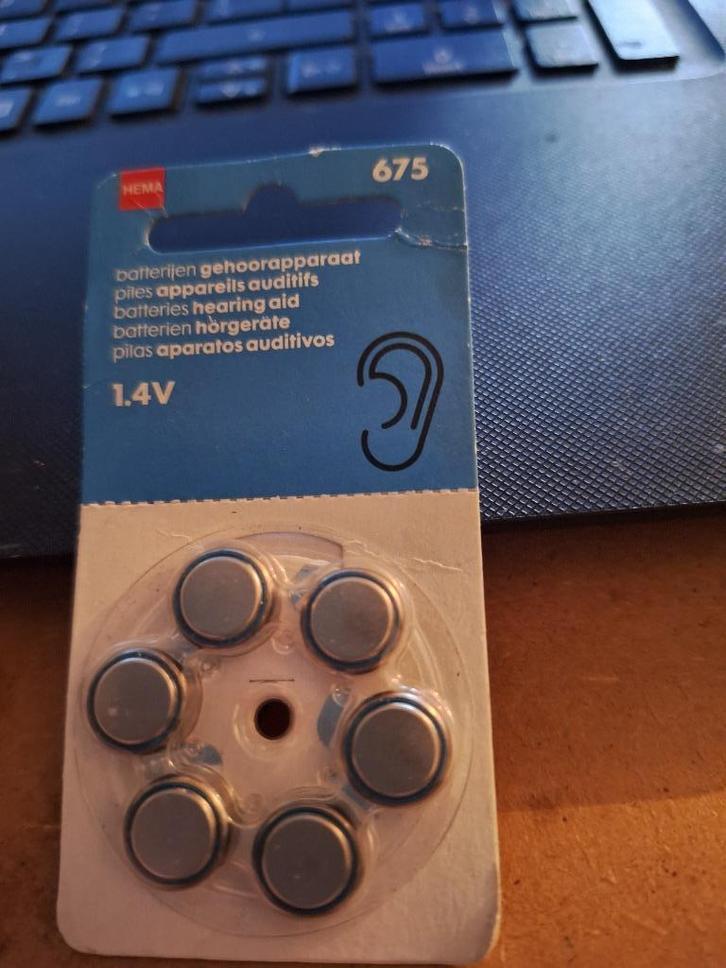 HEMA
675
batterijen gehoorapparaat
piles appareils auditifs
batteries hearing aid
batterien hörgeräte
pilas aparatos auditivos
1.4V